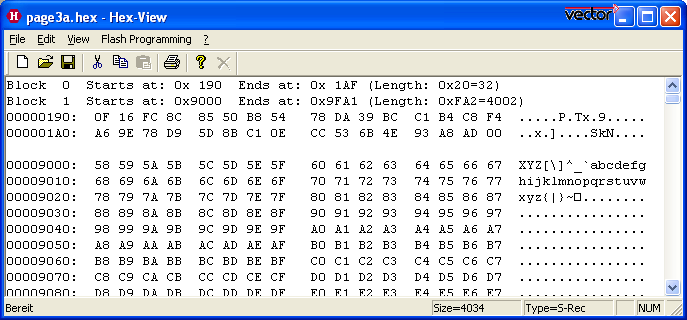 page3a.hex - Hex-View
vector
File Edit View Flash Programming ?
Block 0 Starts at: 0x 190 Ends at: 0x 1AF (Length: 0x20=32)
Block 1 Starts at: 0x9000 Ends at: 0x9FA1 (Length: 0xFA2=4002)
00000190: 0F 16 FC 8C 85 50 B8 54 78 DA 39 BC C1 B4 C8 F4 .....P.Tx.9.....
000001A0: A6 9E 78 D9 5D 8B C1 0E CC 53 6B 4E 93 A8 AD 00 ..x.]....SkN....
00009000: 58 59 5A 5B 5C 5D 5E 5F 60 61 62 63 64 65 66 67 XYZ[\]^_`abcdefg
00009010: 68 69 6A 6B 6C 6D 6E 6F 70 71 72 73 74 75 76 77 hijklmnopqrstuvw
00009020: 78 79 7A 7B 7C 7D 7E 7F 80 81 82 83 84 85 86 87 xyz{|}~□........
00009030: 88 89 8A 8B 8C 8D 8E 8F 90 91 92 93 94 95 96 97 ................
00009040: 98 99 9A 9B 9C 9D 9E 9F A0 A1 A2 A3 A4 A5 A6 A7 ................
00009050: A8 A9 AA AB AC AD AE AF B0 B1 B2 B3 B4 B5 B6 B7 ................
00009060: B8 B9 BA BB BC BD BE BF C0 C1 C2 C3 C4 C5 C6 C7 ................
00009070: C8 C9 CA CB CC CD CE CF D0 D1 D2 D3 D4 D5 D6 D7 ................
00009080: D8 D9 DA DB DC DD DE DF E0 E1 E2 E3 E4 E5 E6 E7 ................
Bereit Size=4034 Type=S-Rec NUM